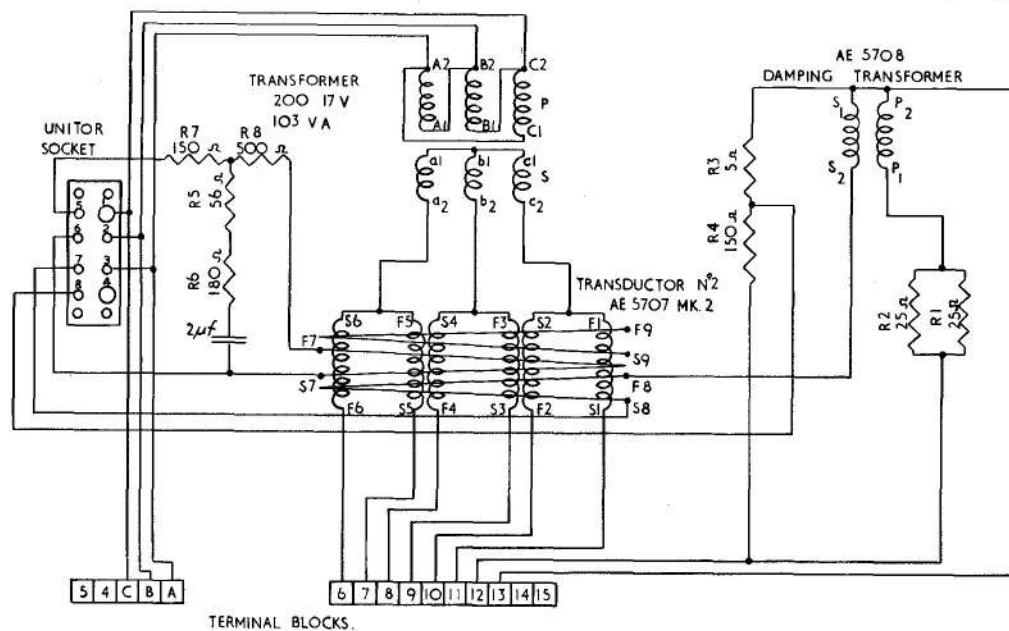 AE 5708
DAMPING TRANSFORMER
TRANSFORMER
200 17 V
103 VA
A2 B2 C2
P
A1 B1 C1
UNITOR
SOCKET
R7
150 Ω
R8
500 Ω
R5
56 Ω
R6
180 Ω
2μf
a1 b1 c1
S
a2 b2 c2
5 1
6 2
7 3
8 4
R3
5 Ω
R4
150 Ω
S1 P2
S2 P1
R2
25 Ω
R1
25 Ω
TRANSDUCTOR Nº2
AE 5707 MK. 2
S6 F5 S4 F3 S2 F1
F7 F9
S9
S7 F8
S8
F6 S5 F4 S3 F2 S1
5 4 C B A
6 7 8 9 10 11 12 13 14 15
TERMINAL BLOCKS.